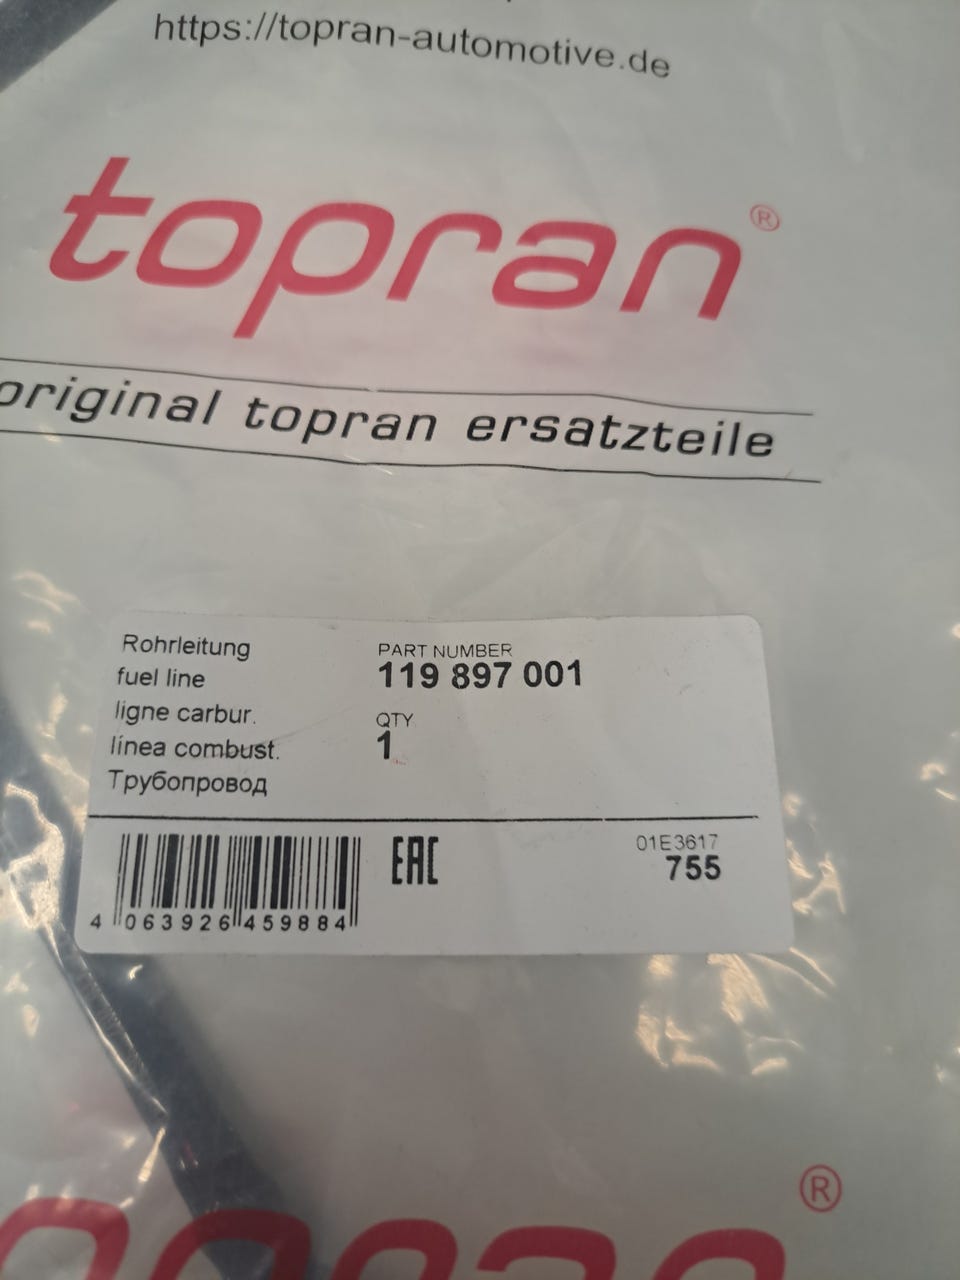 https://topran-automotive.de
topran®
original topran ersatzteile
Rohrleitung
fuel line
ligne carbur.
línea combust.
Трубопровод
PART NUMBER
119 897 001
QTY
1
4 063926 459884
EAC
01E3617
755
®